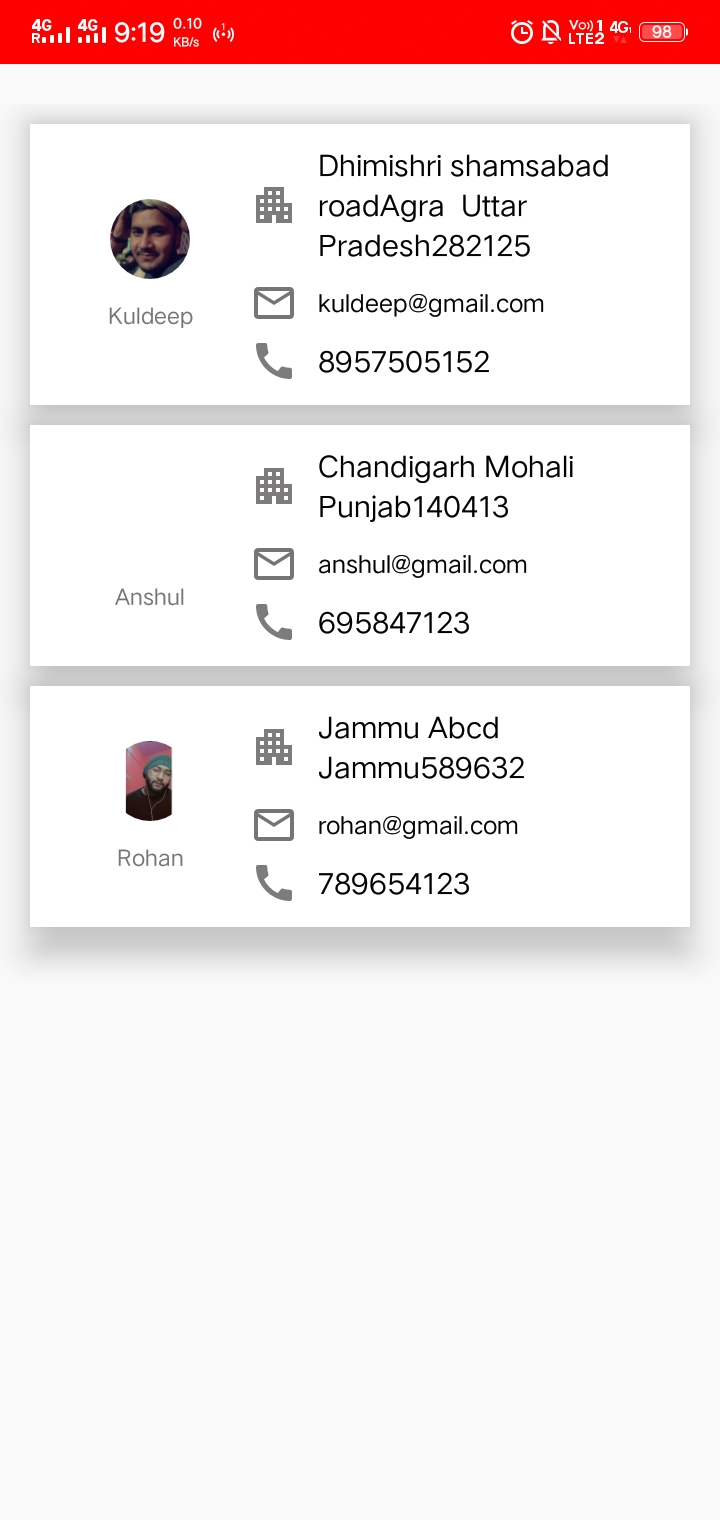 4G R 4G 9:19 0.10 KB/s Vo)) 1 LTE2 4G 98
Dhimishri shamsabad
roadAgra  Uttar
Pradesh282125
Kuldeep
kuldeep@gmail.com
8957505152
Chandigarh Mohali
Punjab140413
Anshul
anshul@gmail.com
695847123
Jammu Abcd
Jammu589632
Rohan
rohan@gmail.com
789654123